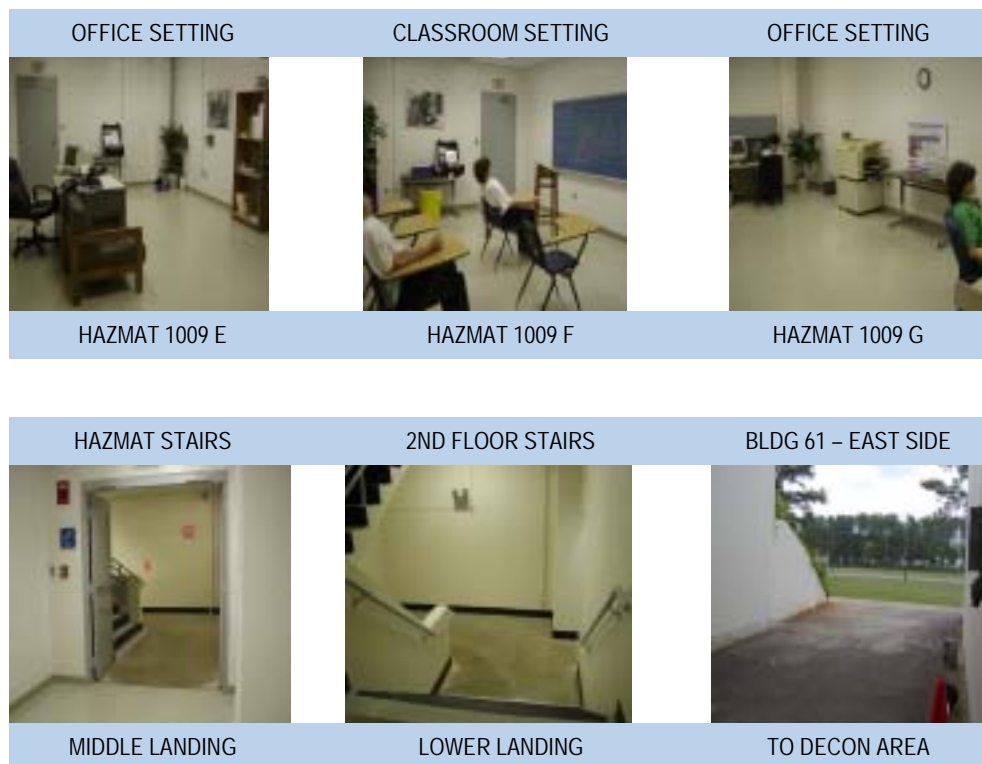 OFFICE SETTING
CLASSROOM SETTING
OFFICE SETTING
HAZMAT 1009 E
HAZMAT 1009 F
HAZMAT 1009 G
HAZMAT STAIRS
2ND FLOOR STAIRS
BLDG 61 – EAST SIDE
MIDDLE LANDING
LOWER LANDING
TO DECON AREA